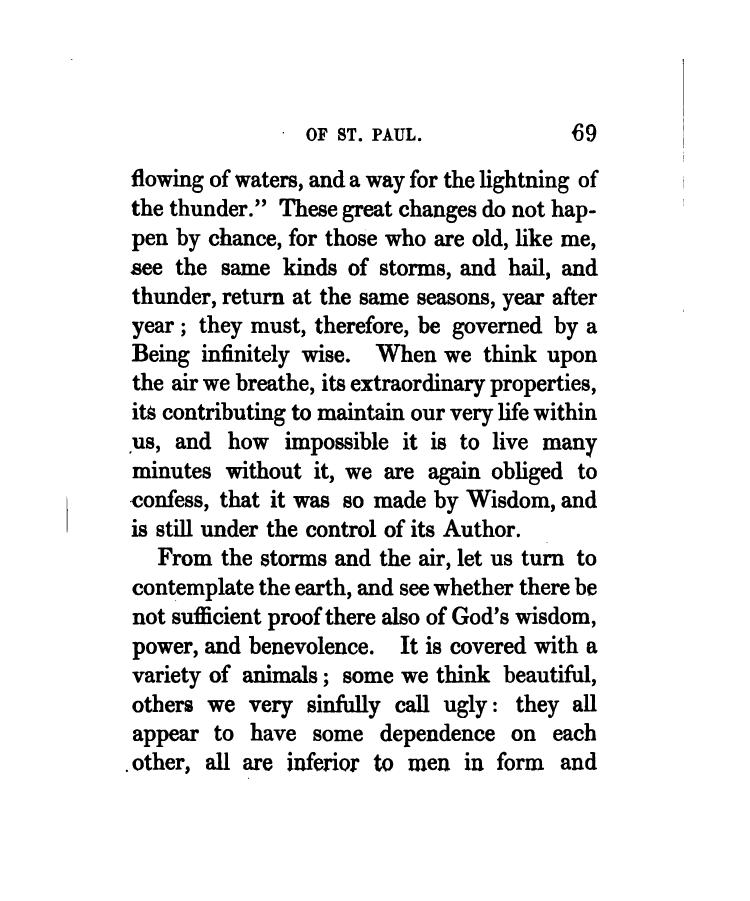 OF ST. PAUL. 69
flowing of waters, and a way for the lightning of
the thunder.” These great changes do not hap-
pen by chance, for those who are old, like me,
see the same kinds of storms, and hail, and
thunder, return at the same seasons, year after
year ; they must, therefore, be governed by a
Being infinitely wise. When we think upon
the air we breathe, its extraordinary properties,
its contributing to maintain our very life within
us, and how impossible it is to live many
minutes without it, we are again obliged to
confess, that it was so made by Wisdom, and
is still under the control of its Author.
From the storms and the air, let us turn to
contemplate the earth, and see whether there be
not sufficient proof there also of God’s wisdom,
power, and benevolence. It is covered with a
variety of animals ; some we think beautiful,
others we very sinfully call ugly : they all
appear to have some dependence on each
other, all are inferior to men in form and